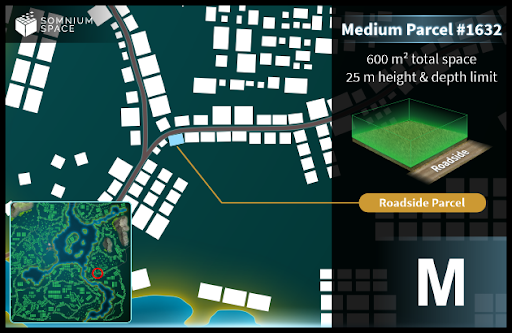 SOMNIUM
SPACE
Medium Parcel #1632
600 m² total space
25 m height & depth limit
Roadside
Roadside Parcel
M